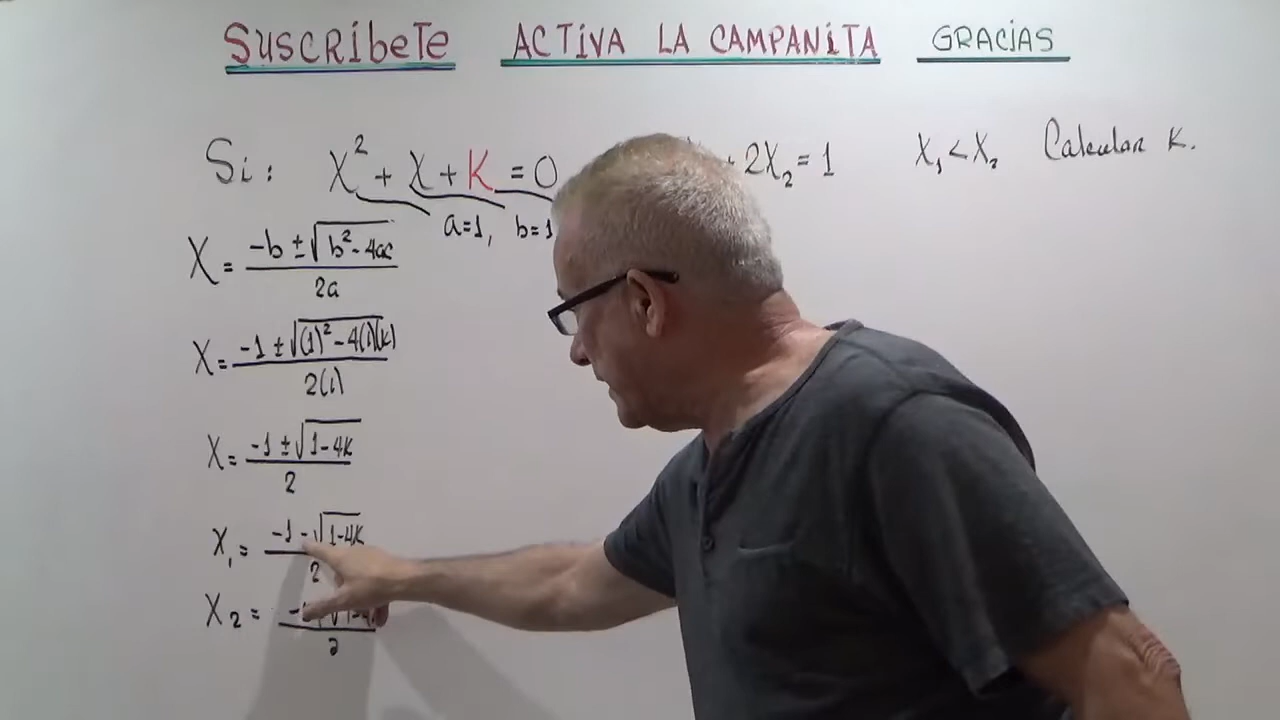 SUSCRÍBETE ACTIVA LA CAMPANITA GRACIAS
Si: X² + X + K = 0 + 2X₂ = 1 X₁ < X₂ Calcular K.
a=1, b=1
X = (-b ± √(b² - 4ac)) / 2a
X = (-1 ± √((1)² - 4(1)(K))) / 2(1)
X = (-1 ± √(1 - 4K)) / 2
X₁ = (-1 - √(1 - 4K)) / 2
X₂ = / 2